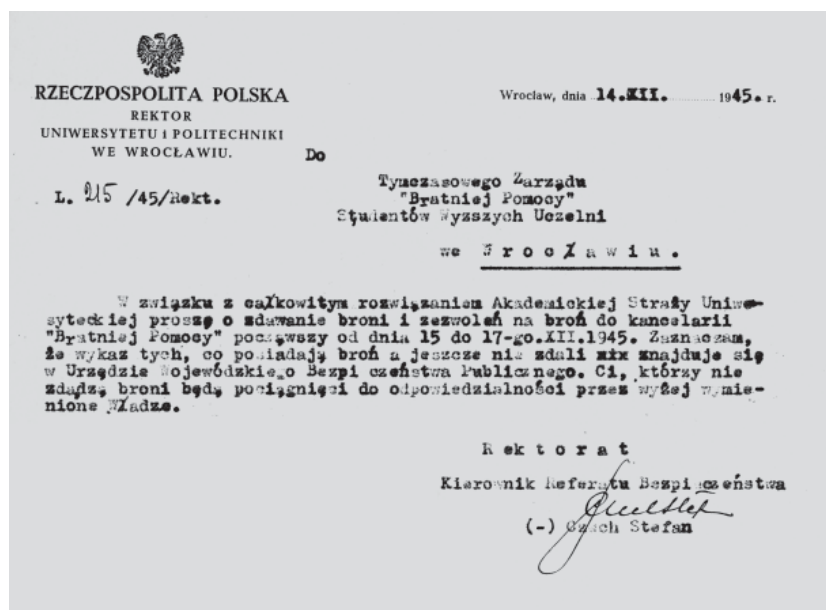 RZECZPOSPOLITA POLSKA
REKTOR
UNIWERSYTETU i POLITECHNIKI
WE WROCŁAWIU.
Wrocław, dnia 14.XII. 1945. r.
L. 215 /45/Rekt.
Do
Tymczasowego Zarządu
"Bratniej Pomocy"
Studentów Wyzszych Uczelni
we Wrocławiu.
W związku z całkowitym rozwiązaniem Akademickiej Straży Uniwe-
syteckiej proszę o zdawanie broni i zezwoleń na broń do kancelarii
"Bratniej Pomocy" począwszy od dnia 15 do 17-go.XII.1945. Zaznaczam,
że wykaz tych, co posiadają broń a jeszcze nie zdali nix znajduje się
w Urzędzie Wojewódzkiego Bezpieczeństwa Publicznego. Ci, którzy nie
zdądzą broni będą pociągnięci do odpowiedzialności przez wyżej wymie-
nione Władze.
Rektorat
Kierownik Referatu Bezpieczeństwa
(-) Czach Stefan